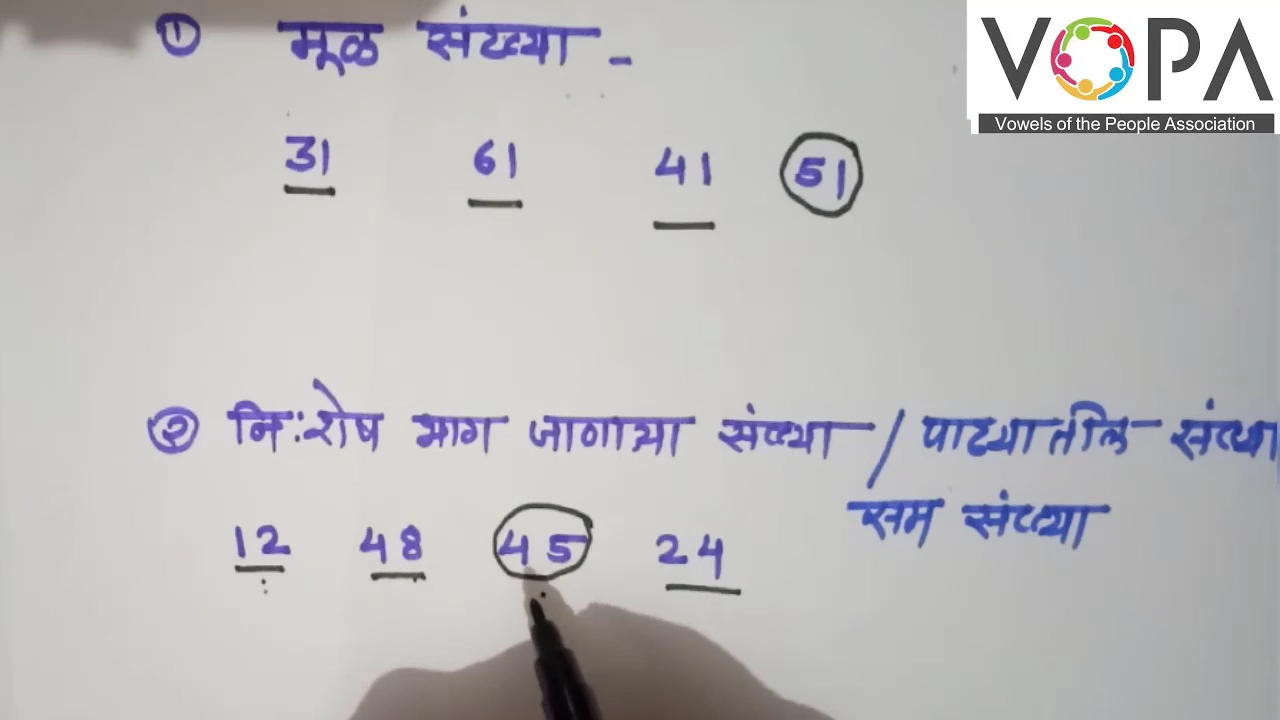 VOPA
Vowels of the People Association
① मूळ संख्या -
31 61 41 51
② नि:शेष भाग जाणाऱ्या संख्या / पाढ्यातील संख्या
सम संख्या
12 48 45 24